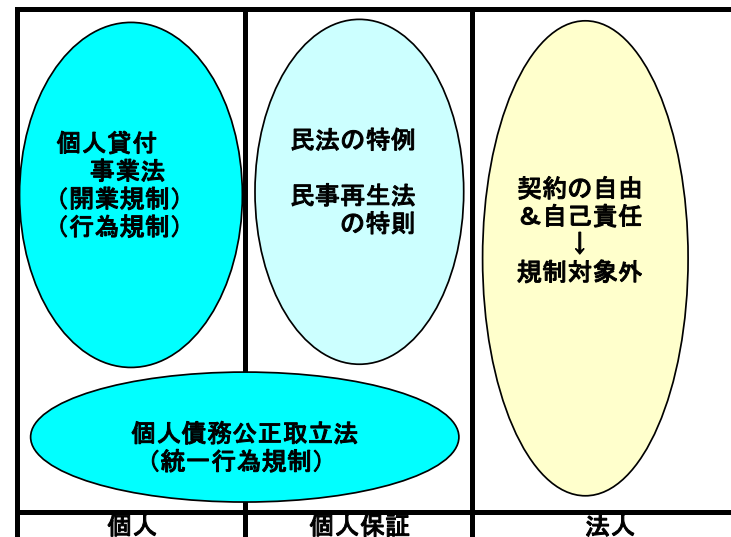 個人貸付
事業法
（開業規制）
（行為規制）
民法の特例
民事再生法
の特則
契約の自由
＆自己責任
↓
規制対象外
個人債務公正取立法
（統一行為規制）
個人
個人保証
法人